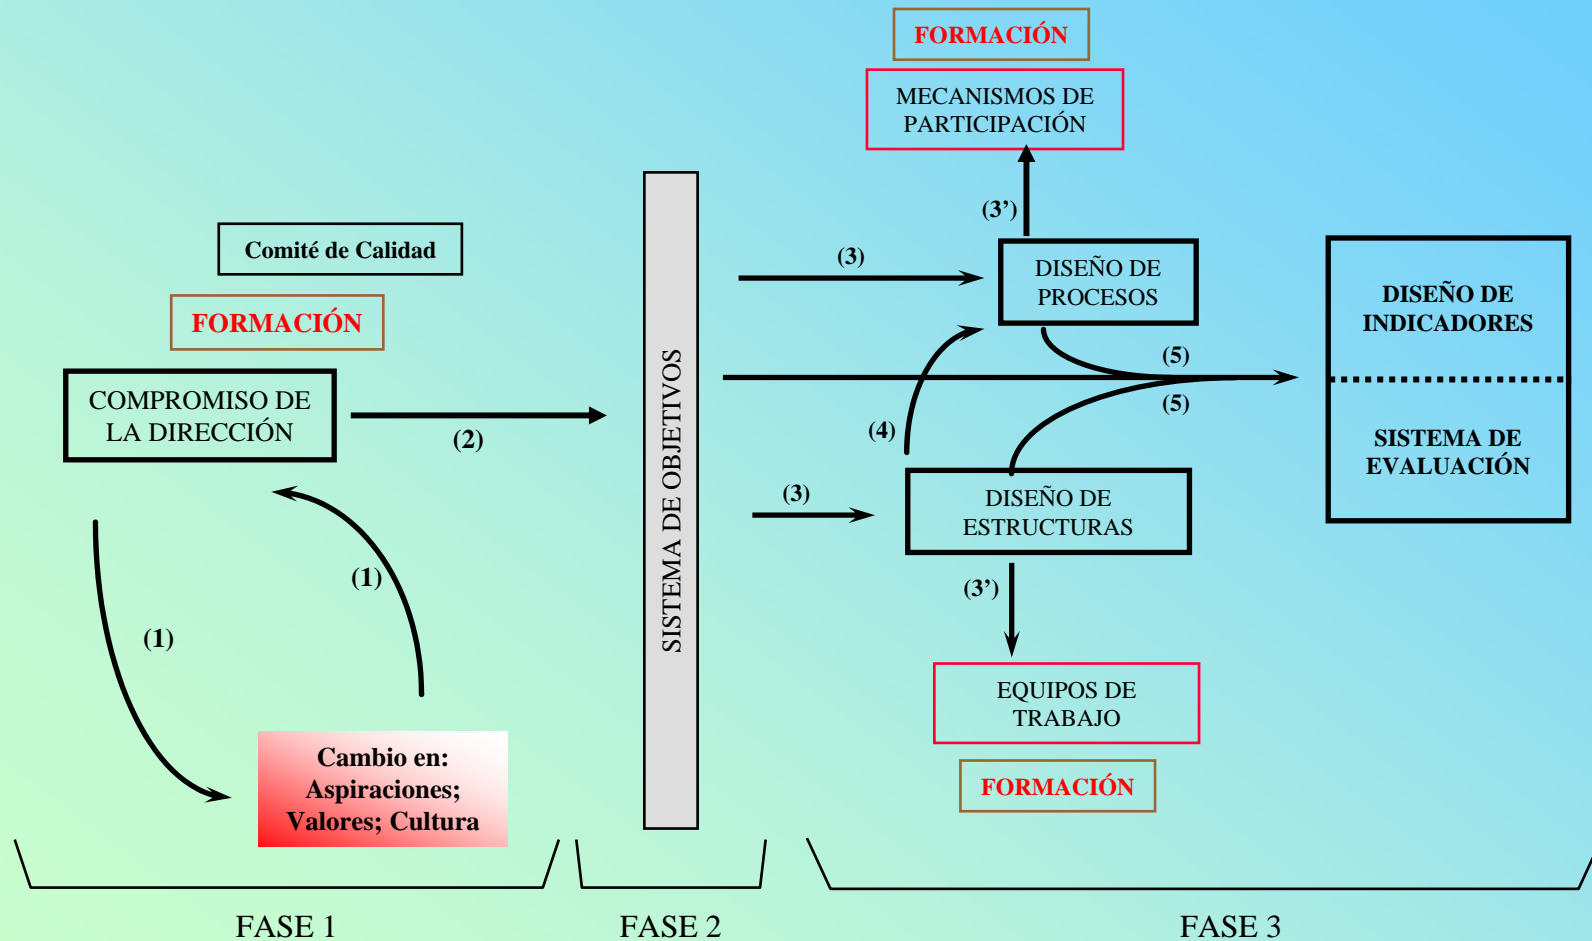 Comité de Calidad
FORMACIÓN
COMPROMISO DE
LA DIRECCIÓN
(2)
(1)
(1)
Cambio en:
Aspiraciones;
Valores; Cultura
FASE 1
SISTEMA DE OBJETIVOS
FASE 2
FORMACIÓN
MECANISMOS DE
PARTICIPACIÓN
(3’)
(3)
DISEÑO DE
PROCESOS
(5)
(5)
(4)
(3)
DISEÑO DE
ESTRUCTURAS
(3’)
EQUIPOS DE
TRABAJO
FORMACIÓN
DISEÑO DE
INDICADORES
SISTEMA DE
EVALUACIÓN
FASE 3